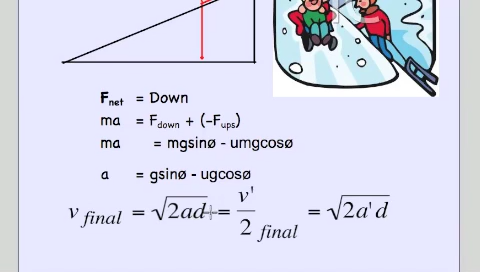 Fnet = Down
ma = Fdown + (-Fups)
ma = mgsinø - umgcosø
a = gsinø - ugcosø
v final = √2ad = v'/2 final = √2a'd